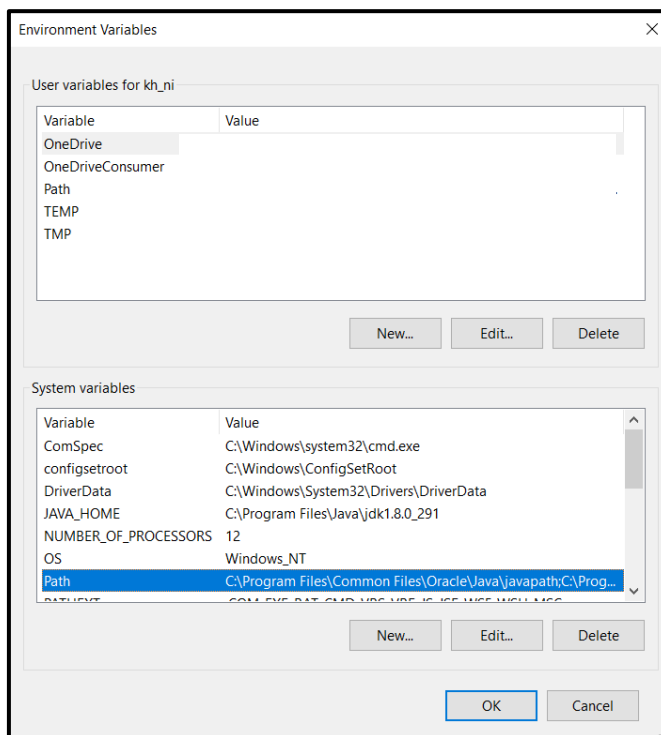 Environment Variables
User variables for kh_ni
Variable Value
OneDrive
OneDriveConsumer
Path
TEMP
TMP
New... Edit... Delete
System variables
Variable Value
ComSpec C:\Windows\system32\cmd.exe
configsetroot C:\Windows\ConfigSetRoot
DriverData C:\Windows\System32\Drivers\DriverData
JAVA_HOME C:\Program Files\Java\jdk1.8.0_291
NUMBER_OF_PROCESSORS 12
OS Windows_NT
Path C:\Program Files\Common Files\Oracle\Java\javapath;C:\Prog...
New... Edit... Delete
OK Cancel